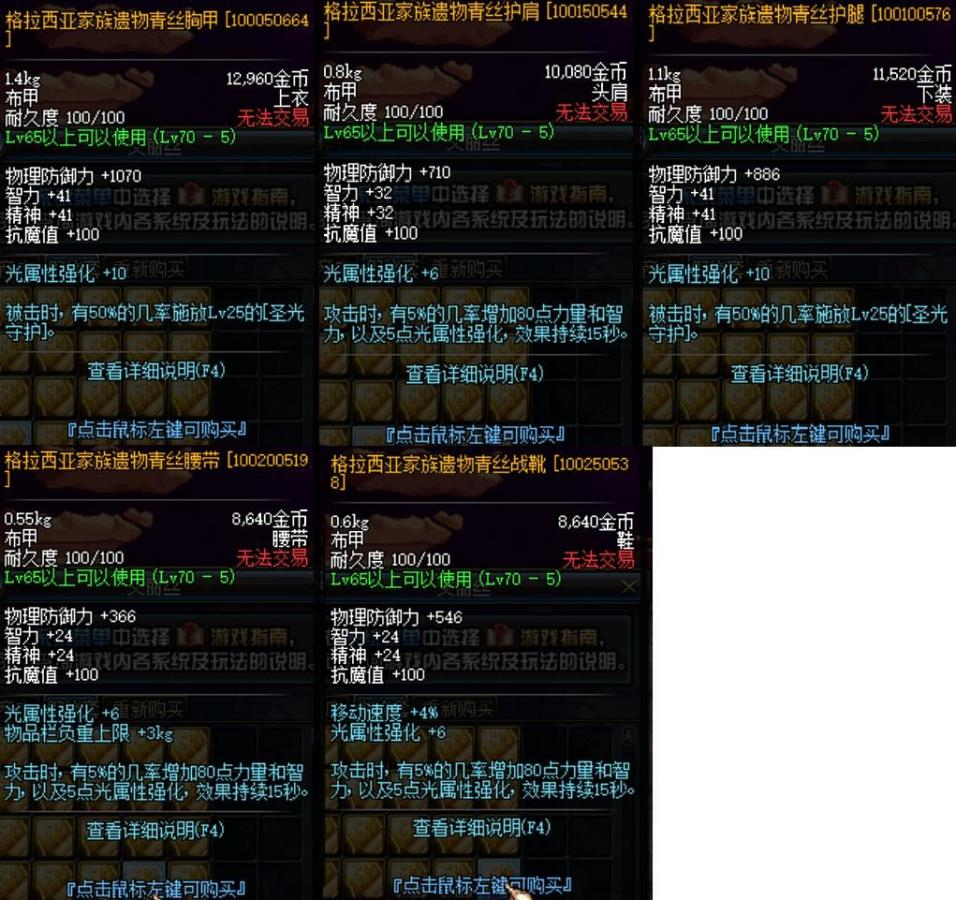 格拉西亚家族遗物青丝胸甲 [100050664
]
1.4kg 12,960金币
布甲 上衣
耐久度 100/100 无法交易
Lv65以上可以使用 (Lv70 - 5)
物理防御力 +1070
智力 +41
精神 +41
抗魔值 +100
光属性强化 +10
被击时, 有50%的几率施放Lv25的[圣光
守护]。
查看详细说明(F4)
『点击鼠标左键可购买』
格拉西亚家族遗物青丝护肩 [100150544
]
0.8kg 10,080金币
布甲 头肩
耐久度 100/100 无法交易
Lv65以上可以使用 (Lv70 - 5)
物理防御力 +710
智力 +32
精神 +32
抗魔值 +100
光属性强化 +6
攻击时, 有5%的几率增加80点力量和智
力, 以及5点光属性强化, 效果持续15秒。
查看详细说明(F4)
『点击鼠标左键可购买』
格拉西亚家族遗物青丝护腿 [100100576
]
1.1kg 11,520金币
布甲 下装
耐久度 100/100 无法交易
Lv65以上可以使用 (Lv70 - 5)
物理防御力 +886
智力 +41
精神 +41
抗魔值 +100
光属性强化 +10
被击时, 有50%的几率施放Lv25的[圣光
守护]。
查看详细说明(F4)
『点击鼠标左键可购买』
格拉西亚家族遗物青丝腰带 [100200519
]
0.55kg 8,640金币
布甲 腰带
耐久度 100/100 无法交易
Lv65以上可以使用 (Lv70 - 5)
物理防御力 +366
智力 +24
精神 +24
抗魔值 +100
光属性强化 +6
物品栏负重上限 +3kg
攻击时, 有5%的几率增加80点力量和智
力, 以及5点光属性强化, 效果持续15秒。
查看详细说明(F4)
『点击鼠标左键可购买』
格拉西亚家族遗物青丝战靴 [10025053
8]
0.6kg 8,640金币
布甲 鞋
耐久度 100/100 无法交易
Lv65以上可以使用 (Lv70 - 5)
物理防御力 +546
智力 +24
精神 +24
抗魔值 +100
移动速度 +4%
光属性强化 +6
攻击时, 有5%的几率增加80点力量和智
力, 以及5点光属性强化, 效果持续15秒。
查看详细说明(F4)
『点击鼠标左键可购买』